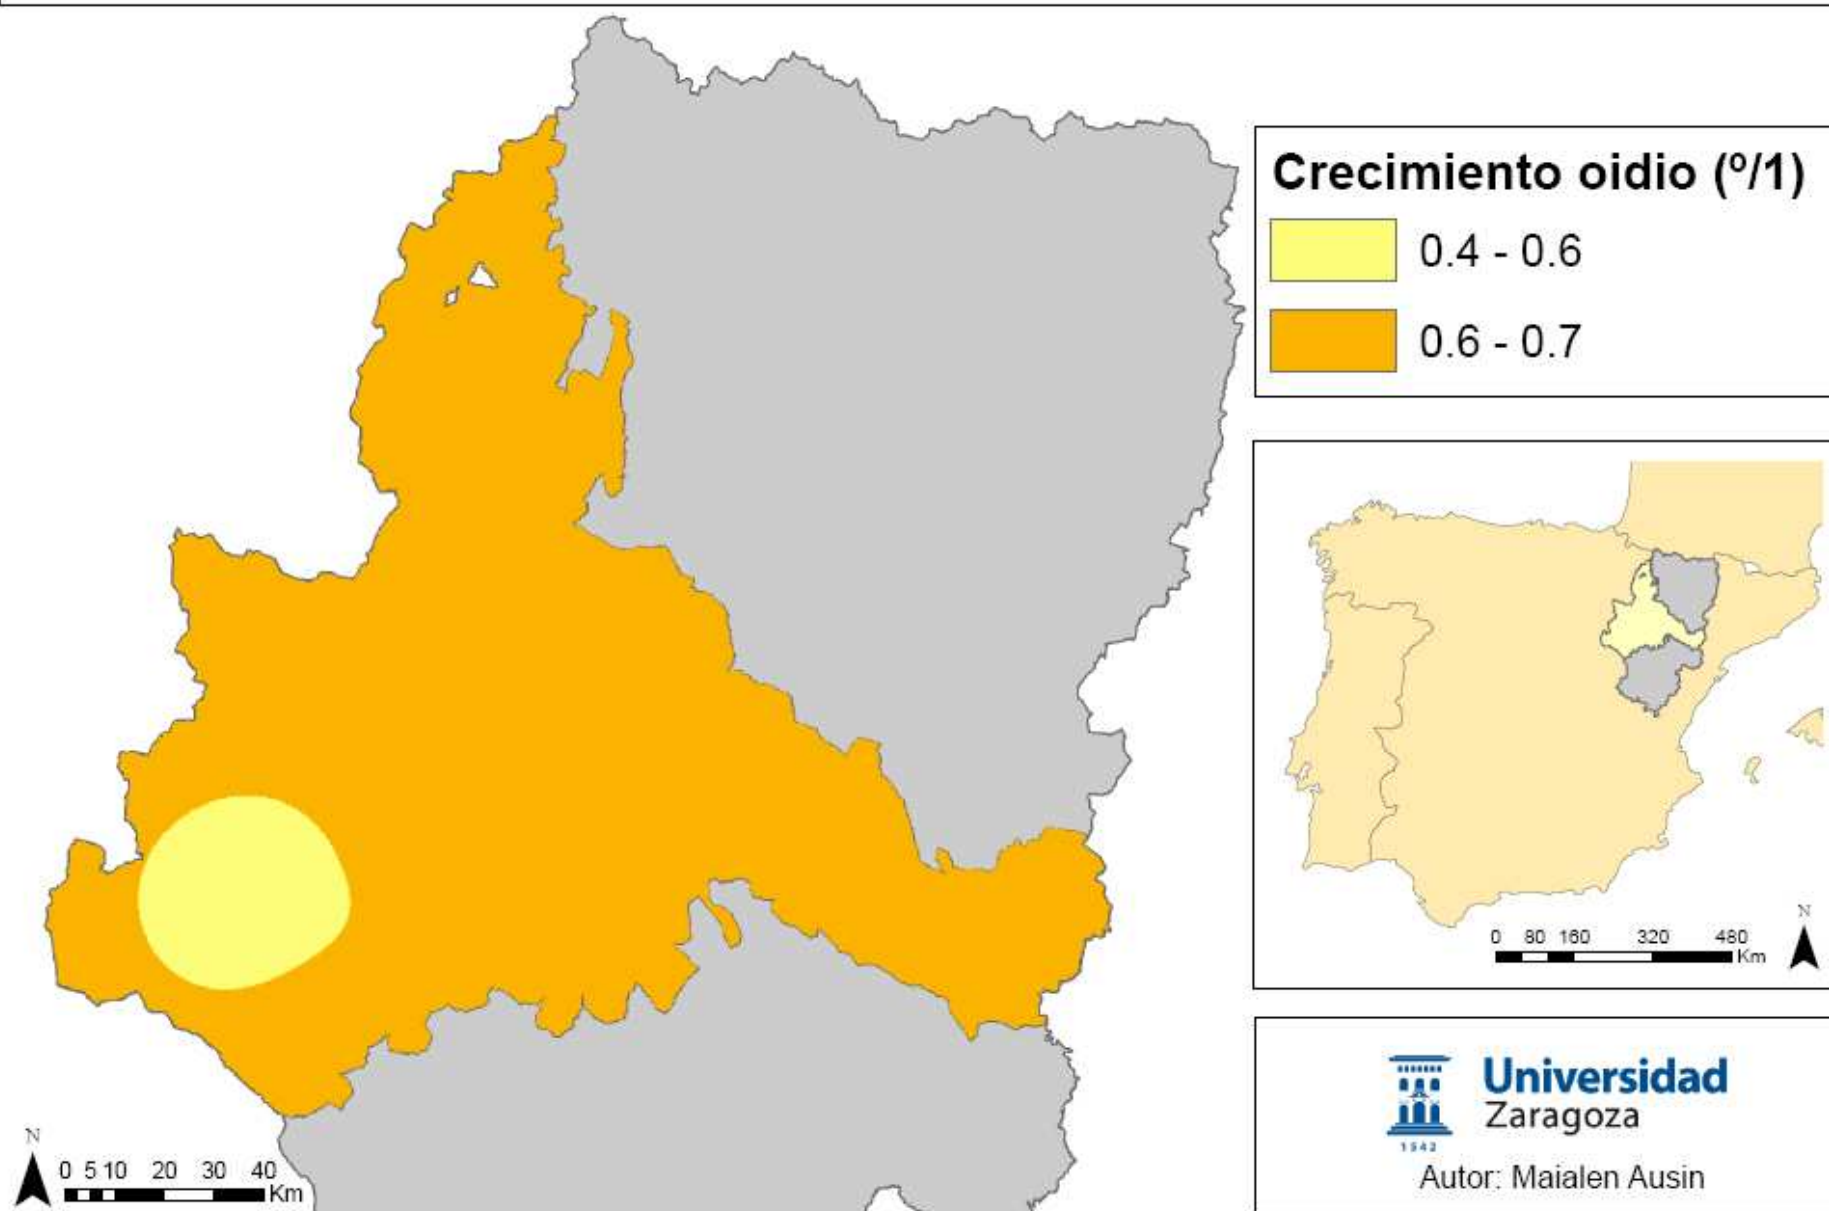 Crecimiento oidio (º/1)
0.4 - 0.6
0.6 - 0.7
N
0 80 160 320 480
Km
Universidad
Zaragoza
1542
Autor: Maialen Ausin
N
0 5 10 20 30 40
Km